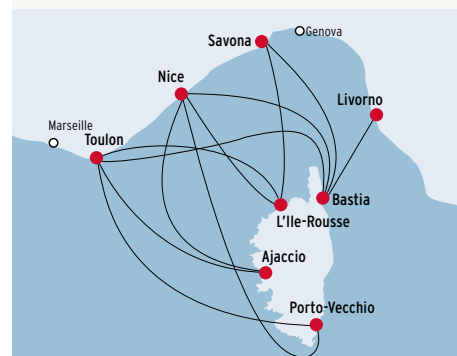 Savona
Genova
Nice
Livorno
Marseille
Toulon
Bastia
L'Ile-Rousse
Ajaccio
Porto-Vecchio